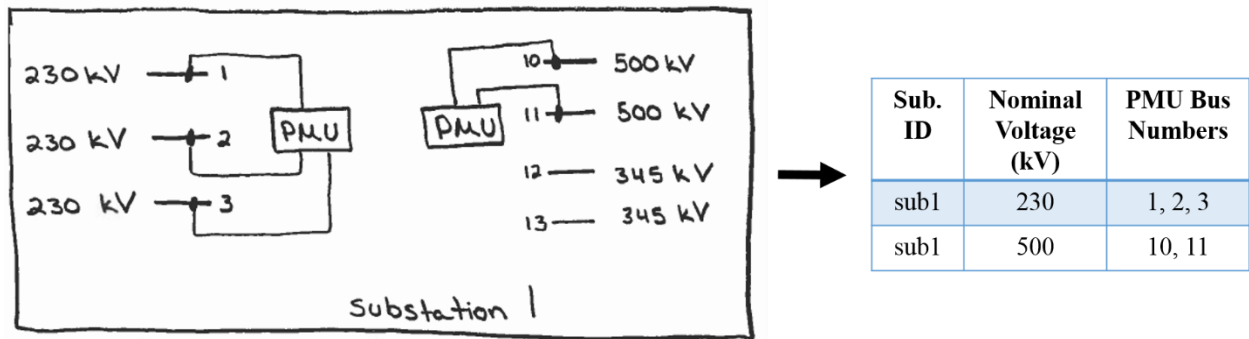 230 kV 1
230 kV 2
230 kV 3
PMU
PMU
10 500 kV
11 500 kV
12 345 kV
13 345 kV
Substation 1
Sub. ID Nominal Voltage (kV) PMU Bus Numbers
sub1 230 1, 2, 3
sub1 500 10, 11